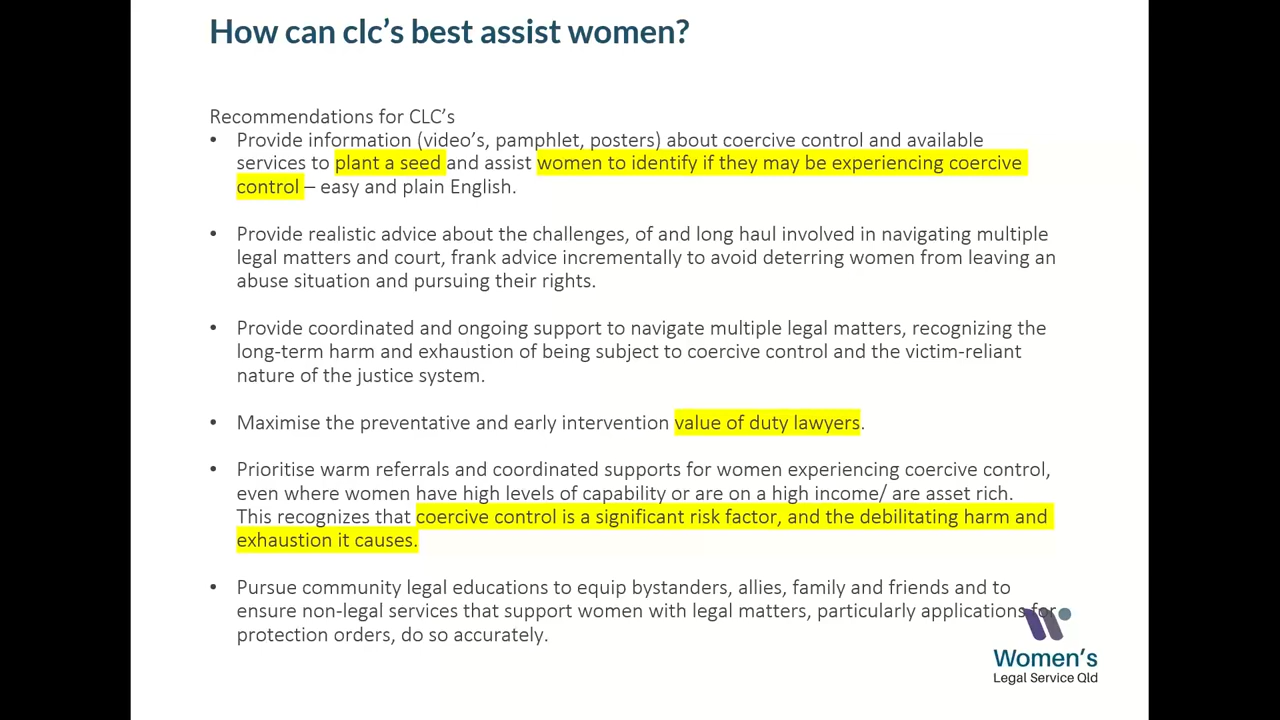 How can clc's best assist women?
Recommendations for CLC's
• Provide information (video's, pamphlet, posters) about coercive control and available
services to plant a seed and assist women to identify if they may be experiencing coercive
control – easy and plain English.
• Provide realistic advice about the challenges, of and long haul involved in navigating multiple
legal matters and court, frank advice incrementally to avoid deterring women from leaving an
abuse situation and pursuing their rights.
• Provide coordinated and ongoing support to navigate multiple legal matters, recognizing the
long-term harm and exhaustion of being subject to coercive control and the victim-reliant
nature of the justice system.
• Maximise the preventative and early intervention value of duty lawyers.
• Prioritise warm referrals and coordinated supports for women experiencing coercive control,
even where women have high levels of capability or are on a high income/ are asset rich.
This recognizes that coercive control is a significant risk factor, and the debilitating harm and
exhaustion it causes.
• Pursue community legal educations to equip bystanders, allies, family and friends and to
ensure non-legal services that support women with legal matters, particularly applications for
protection orders, do so accurately.
Women's
Legal Service Qld